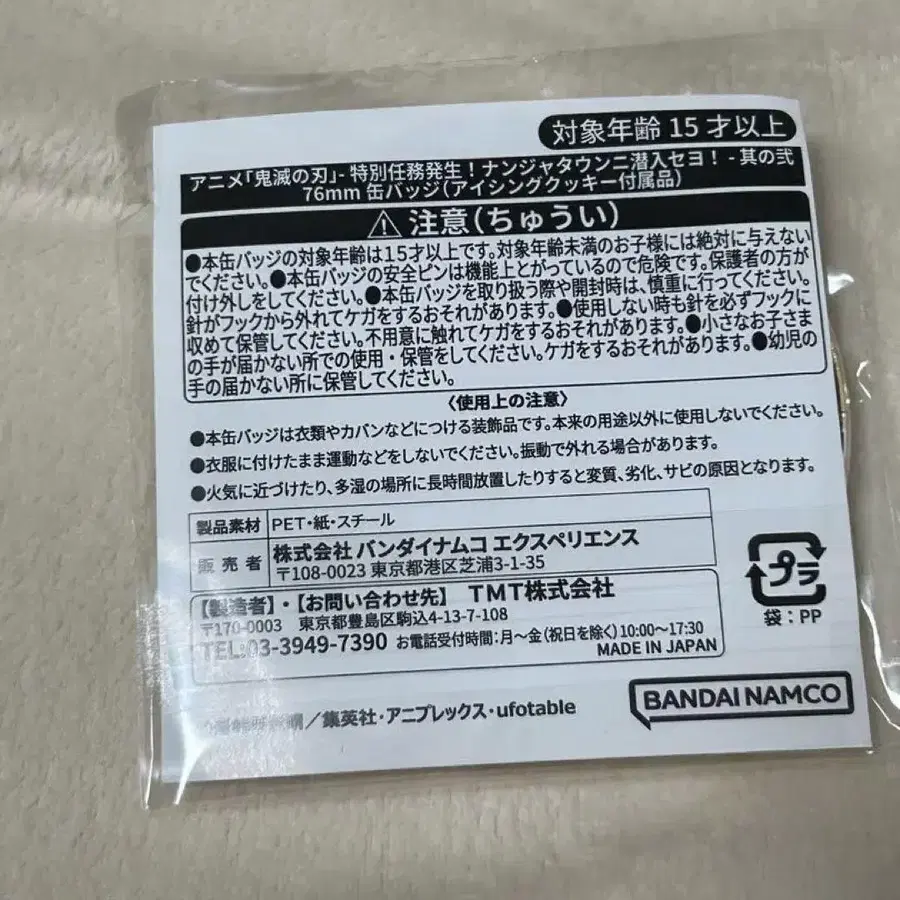 対象年齢 15 才以上
アニメ「鬼滅の刃」- 特別任務発生！ナンジャタウンニ潜入セヨ！ - 其の弐
76mm 缶バッジ（アイシングクッキー付属品）
⚠ 注意（ちゅうい）
●本缶バッジの対象年齢は15才以上です。対象年齢未満のお子様には絶対に与えない
でください。●本缶バッジの安全ピンは機能上とがっているので危険です。保護者の方が
付け外しをしてください。●本缶バッジを取り扱う際や開封時は、慎重に行ってください。
針がフックから外れてケガをするおそれがあります。●使用しない時も針を必ずフックに
収めて保管してください。不用意に触れてケガをするおそれがあります。●小さなお子さま
の手が届かない所での使用・保管をしてください。ケガをするおそれがあります。●幼児の
手の届かない所に保管してください。
〈使用上の注意〉
●本缶バッジは衣類やカバンなどにつける装飾品です。本来の用途以外に使用しないでください。
●衣服に付けたまま運動などをしないでください。振動で外れる場合があります。
●火気に近づけたり、多湿の場所に長時間放置したりすると変質、劣化、サビの原因となります。
製品素材 PET・紙・スチール
販売者 株式会社 バンダイナムコ エクスペリエンス
〒108-0023 東京都港区芝浦3-1-35
【製造者】・【お問い合わせ先】 TMT株式会社
〒170-0003 東京都豊島区駒込4-13-7-108
TEL:03-3949-7390 お電話受付時間：月～金（祝日を除く）10:00～17:30
MADE IN JAPAN
プラ
袋：PP
／集英社・アニプレックス・ufotable
BANDAI NAMCO